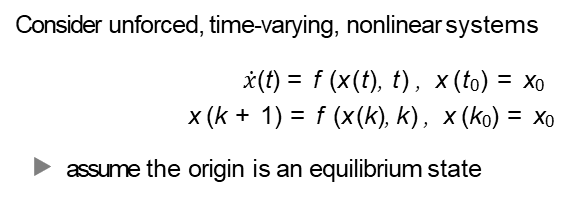 Consider unforced, time-varying, nonlinear systems
ẋ(t) = f (x(t), t) , x (t₀) = x₀
x (k + 1) = f (x(k), k) , x (k₀) = x₀
▶ assume the origin is an equilibrium state